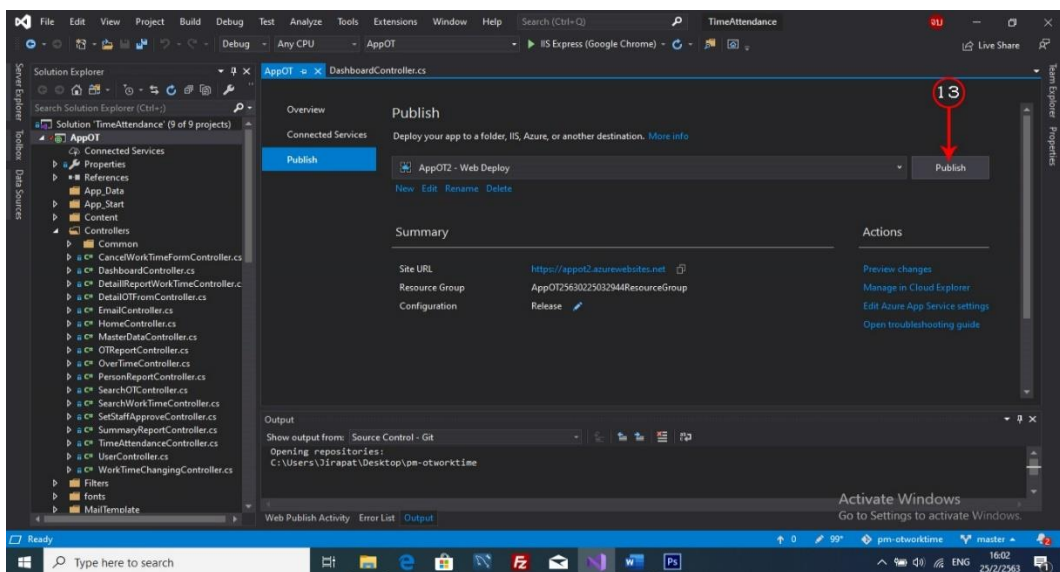 File Edit View Project Build Debug Test Analyze Tools Extensions Window Help Search (Ctrl+Q) TimeAttendance
Debug Any CPU AppOT IIS Express (Google Chrome) Live Share
Server Explorer
Toolbox
Data Sources
Solution Explorer
Search Solution Explorer (Ctrl+;)
Solution 'TimeAttendance' (9 of 9 projects)
AppOT
Connected Services
Properties
References
App_Data
App_Start
Content
Controllers
Common
CancelWorkTimeFormController.cs
DashboardController.cs
DetaillReportWorkTimeController.c
DetailOTFromController.cs
EmailController.cs
HomeController.cs
MasterDataController.cs
OTReportController.cs
OverTimeController.cs
PersonReportController.cs
SearchOTController.cs
SearchWorkTimeController.cs
SetStaffApproveController.cs
SummaryReportController.cs
TimeAttendanceController.cs
UserController.cs
WorkTimeChangingController.cs
Filters
fonts
MailTemplate
AppOT DashboardController.cs
Overview
Connected Services
Publish
Publish
Deploy your app to a folder, IIS, Azure, or another destination. More info
AppOT2 - Web Deploy
Publish
13
New Edit Rename Delete
Summary
Site URL https://appot2.azurewebsites.net
Resource Group AppOT25630225032944ResourceGroup
Configuration Release
Actions
Preview changes
Manage in Cloud Explorer
Edit Azure App Service settings
Open troubleshooting guide
Output
Show output from: Source Control - Git
Opening repositories:
C:\Users\Jirapat\Desktop\pm-otworktime
Web Publish Activity Error List Output
Team Explorer
Properties
Activate Windows
Go to Settings to activate Windows.
Ready 0 99+ pm-otworktime master 2
Type here to search
ENG 16:02
25/2/2563